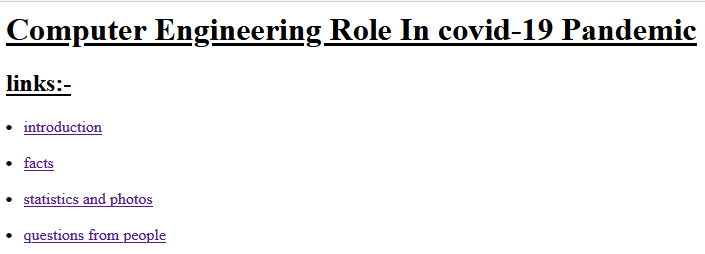 Computer Engineering Role In covid-19 Pandemic
links:-
introduction
facts
statistics and photos
questions from people